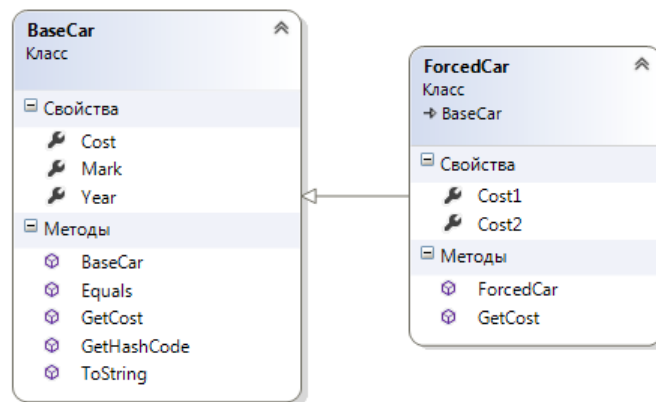 BaseCar
Класс
Свойства
Cost
Mark
Year
Методы
BaseCar
Equals
GetCost
GetHashCode
ToString
ForcedCar
Класс
BaseCar
Свойства
Cost1
Cost2
Методы
ForcedCar
GetCost